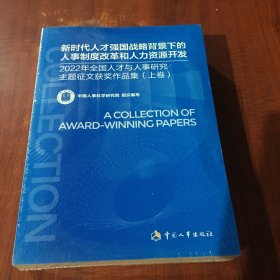 新时代人才强国战略背景下的
人事制度改革和人力资源开发
2022年全国人才与人事研究
主题征文获奖作品集（上卷）
中国人事科学研究院 组织编写
A COLLECTION OF
AWARD-WINNING PAPERS
中国人事出版社
COLLECTION